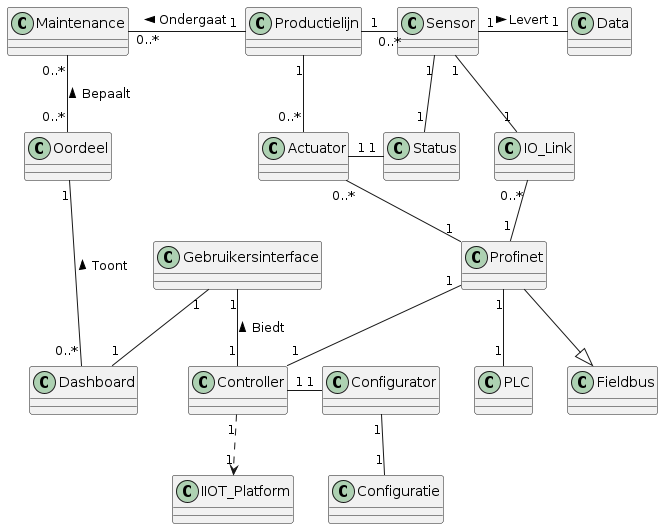 C Maintenance ◄ Ondergaat 1 C Productielijn 1 C Sensor 1 ► Levert 1 C Data
0..* 0..*
0..* 1 1 1
▲ Bepaalt
0..* 0..* 1 1
C Oordeel C Actuator 1 1 C Status C IO_Link
1 0..* 0..*
1 1
C Gebruikersinterface C Profinet
▲ Toont
1 1 1 1
▲ Biedt
0..* 1 1 1 1
C Dashboard C Controller 1 1 C Configurator C PLC C Fieldbus
1 1
1 1
C IIOT_Platform C Configuratie